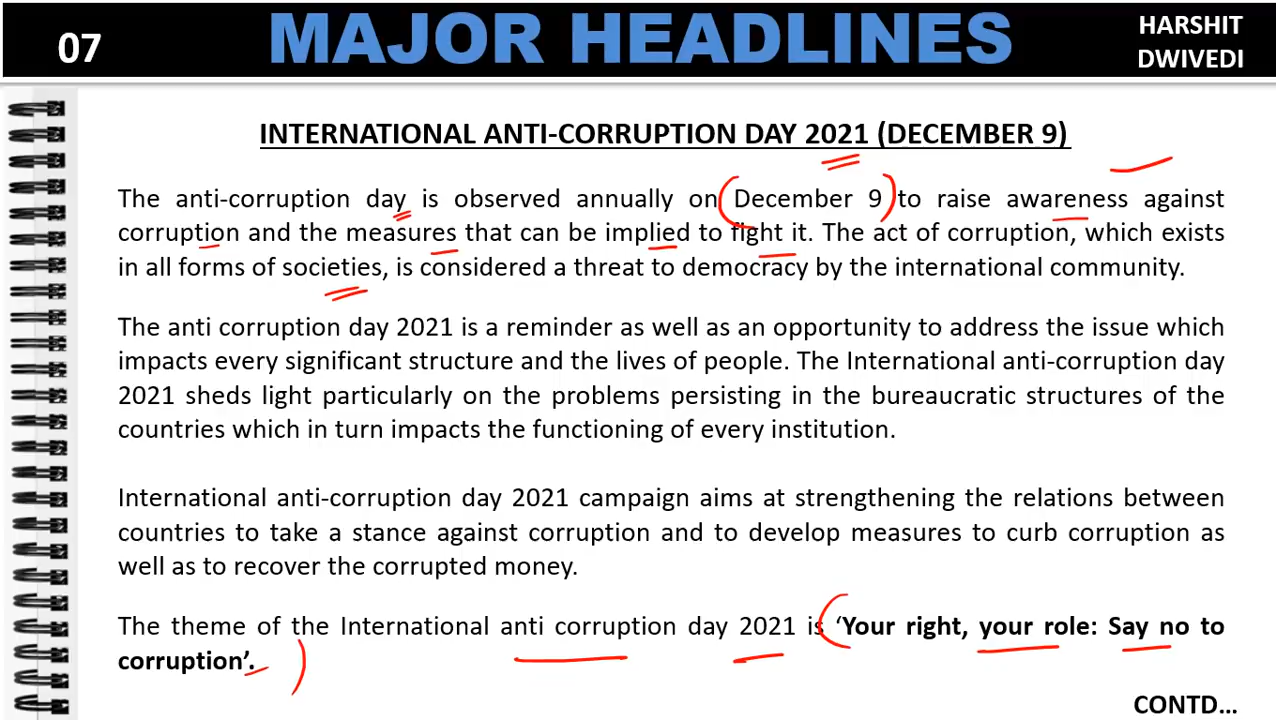 07
MAJOR HEADLINES
HARSHIT
DWIVEDI
INTERNATIONAL ANTI-CORRUPTION DAY 2021 (DECEMBER 9)
The anti-corruption day is observed annually on December 9 to raise awareness against
corruption and the measures that can be implied to fight it. The act of corruption, which exists
in all forms of societies, is considered a threat to democracy by the international community.
The anti corruption day 2021 is a reminder as well as an opportunity to address the issue which
impacts every significant structure and the lives of people. The International anti-corruption day
2021 sheds light particularly on the problems persisting in the bureaucratic structures of the
countries which in turn impacts the functioning of every institution.
International anti-corruption day 2021 campaign aims at strengthening the relations between
countries to take a stance against corruption and to develop measures to curb corruption as
well as to recover the corrupted money.
The theme of the International anti corruption day 2021 is ‘Your right, your role: Say no to
corruption’.
CONTD…